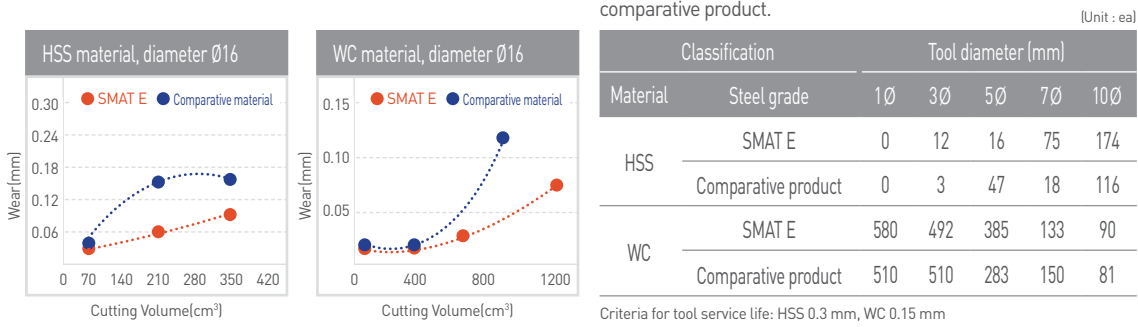 comparative product.
(Unit : ea)
HSS material, diameter Ø16
SMAT E Comparative material
Wear(mm)
0.30
0.24
0.18
0.12
0.06
0 70 140 210 280 350 420
Cutting Volume(cm³)
WC material, diameter Ø16
SMAT E Comparative material
Wear(mm)
0.15
0.10
0.05
0 400 800 1200
Cutting Volume(cm³)
Classification Tool diameter (mm)
Material Steel grade 1Ø 3Ø 5Ø 7Ø 10Ø
HSS
SMAT E 0 12 16 75 174
Comparative product 0 3 47 18 116
WC
SMAT E 580 492 385 133 90
Comparative product 510 510 283 150 81
Criteria for tool service life: HSS 0.3 mm, WC 0.15 mm